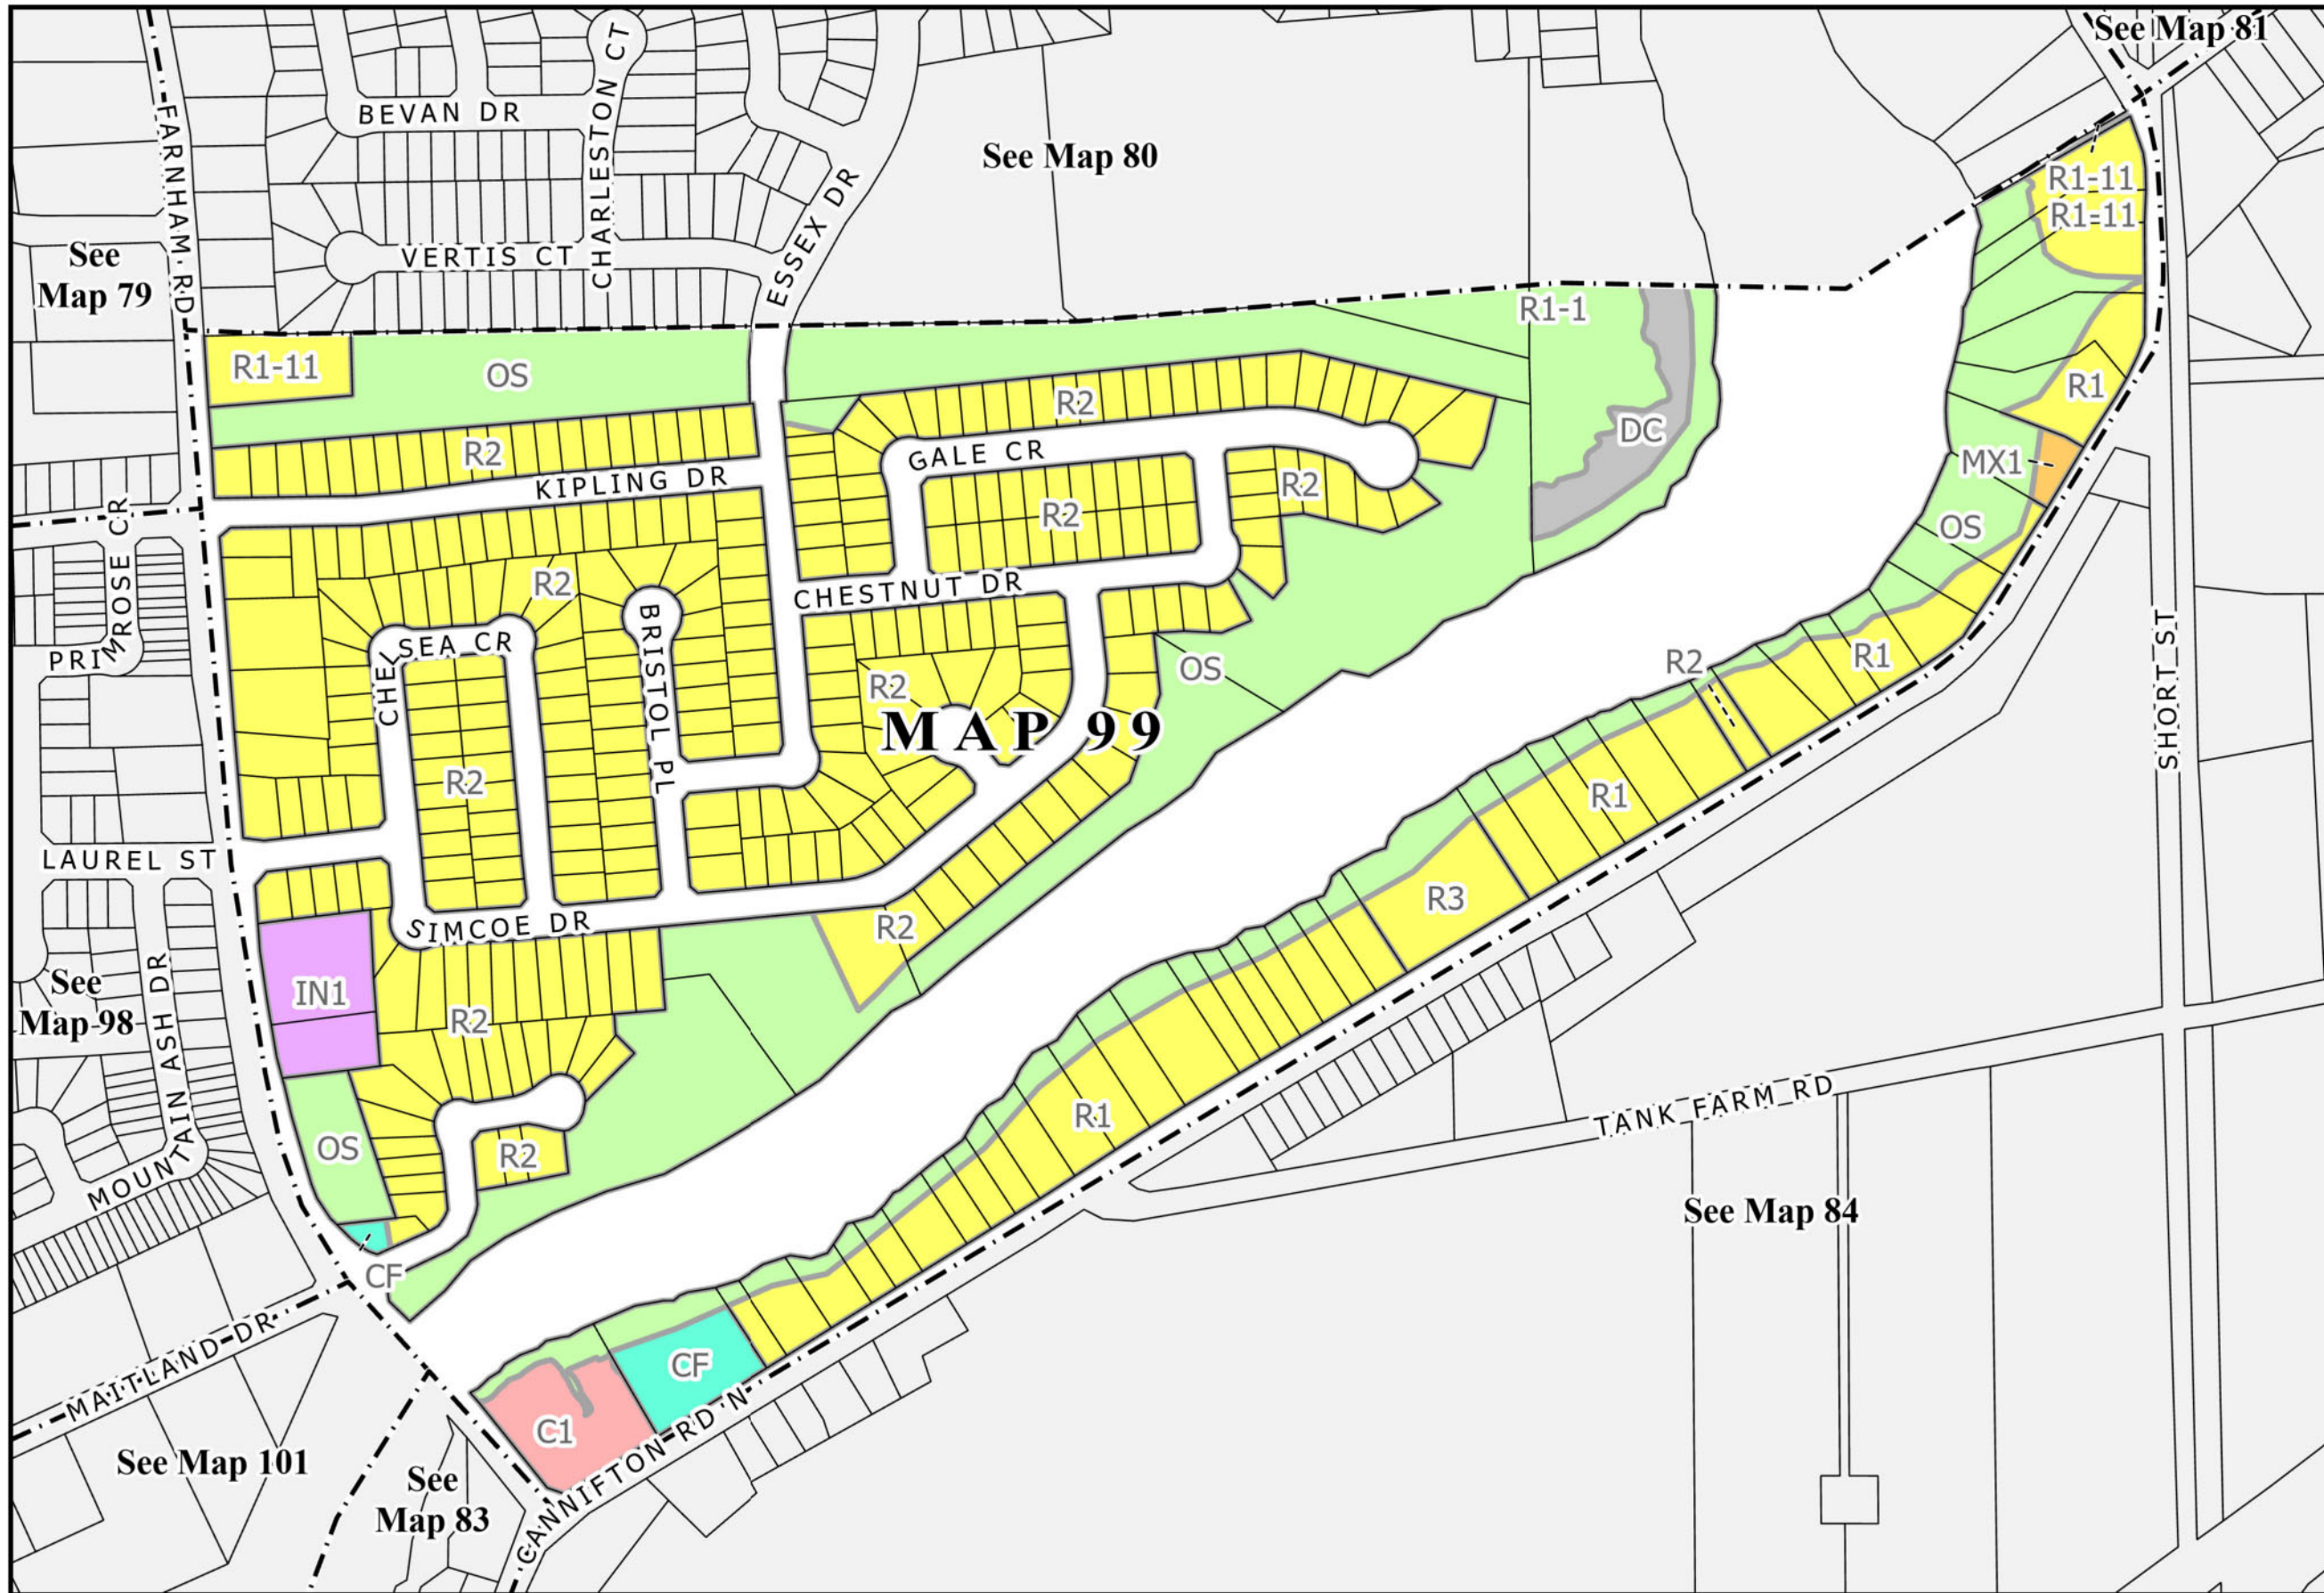 See Map 81
BEVAN DR
CHARLESTON CT
FARNHAM RD
See Map 80
R1-11
R1-11
ESSEX DR
VERTIS CT
See
Map 79
R1-1
R1-11
OS
R1
R2
DC
R2
GALE CR
MX1
KIPLING DR
R2
R2
PRIMROSE CR
OS
R2
CHESTNUT DR
BRISTOL PL
CHELSEA CR
R2
OS
R2
R1
SHORT ST
MAP 99
R2
R1
LAUREL ST
R3
SIMCOE DR
R2
See
Map 98
IN1
R2
MOUNTAIN ASH DR
R1
TANK FARM RD
OS
R2
See Map 84
CF
MAITLAND DR
CF
C1
CANNIFTON RD N
See Map 101
See
Map 83